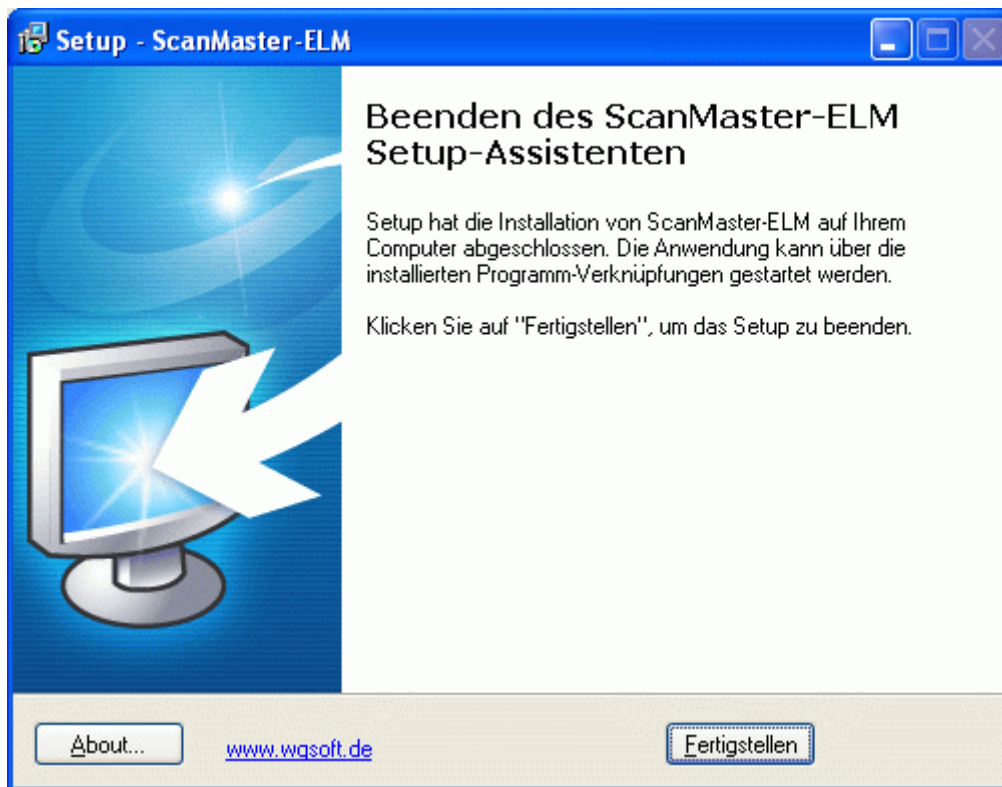 Setup - ScanMaster-ELM
Beenden des ScanMaster-ELM
Setup-Assistenten
Setup hat die Installation von ScanMaster-ELM auf Ihrem
Computer abgeschlossen. Die Anwendung kann über die
installierten Programm-Verknüpfungen gestartet werden.
Klicken Sie auf "Fertigstellen", um das Setup zu beenden.
About...
www.wgsoft.de
Fertigstellen